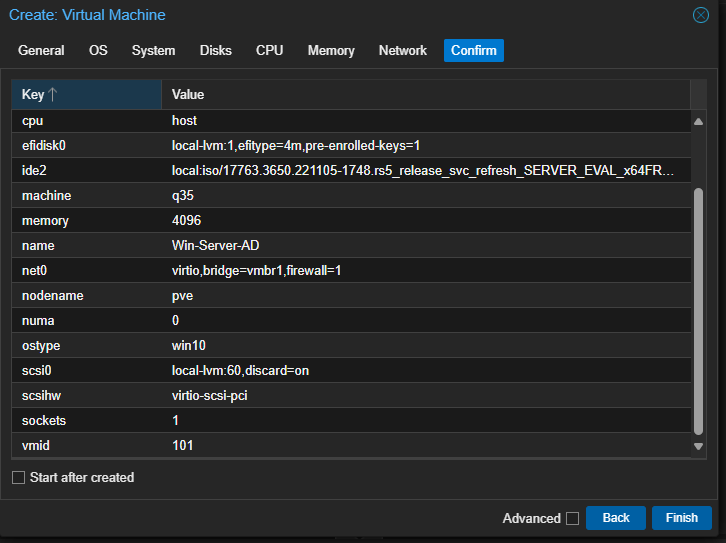 Create: Virtual Machine
General OS System Disks CPU Memory Network Confirm
Key Value
cpu host
efidisk0 local-lvm:1,efitype=4m,pre-enrolled-keys=1
ide2 local:iso/17763.3650.221105-1748.rs5_release_svc_refresh_SERVER_EVAL_x64FR...
machine q35
memory 4096
name Win-Server-AD
net0 virtio,bridge=vmbr1,firewall=1
nodename pve
numa 0
ostype win10
scsi0 local-lvm:60,discard=on
scsihw virtio-scsi-pci
sockets 1
vmid 101
Start after created
Advanced Back Finish